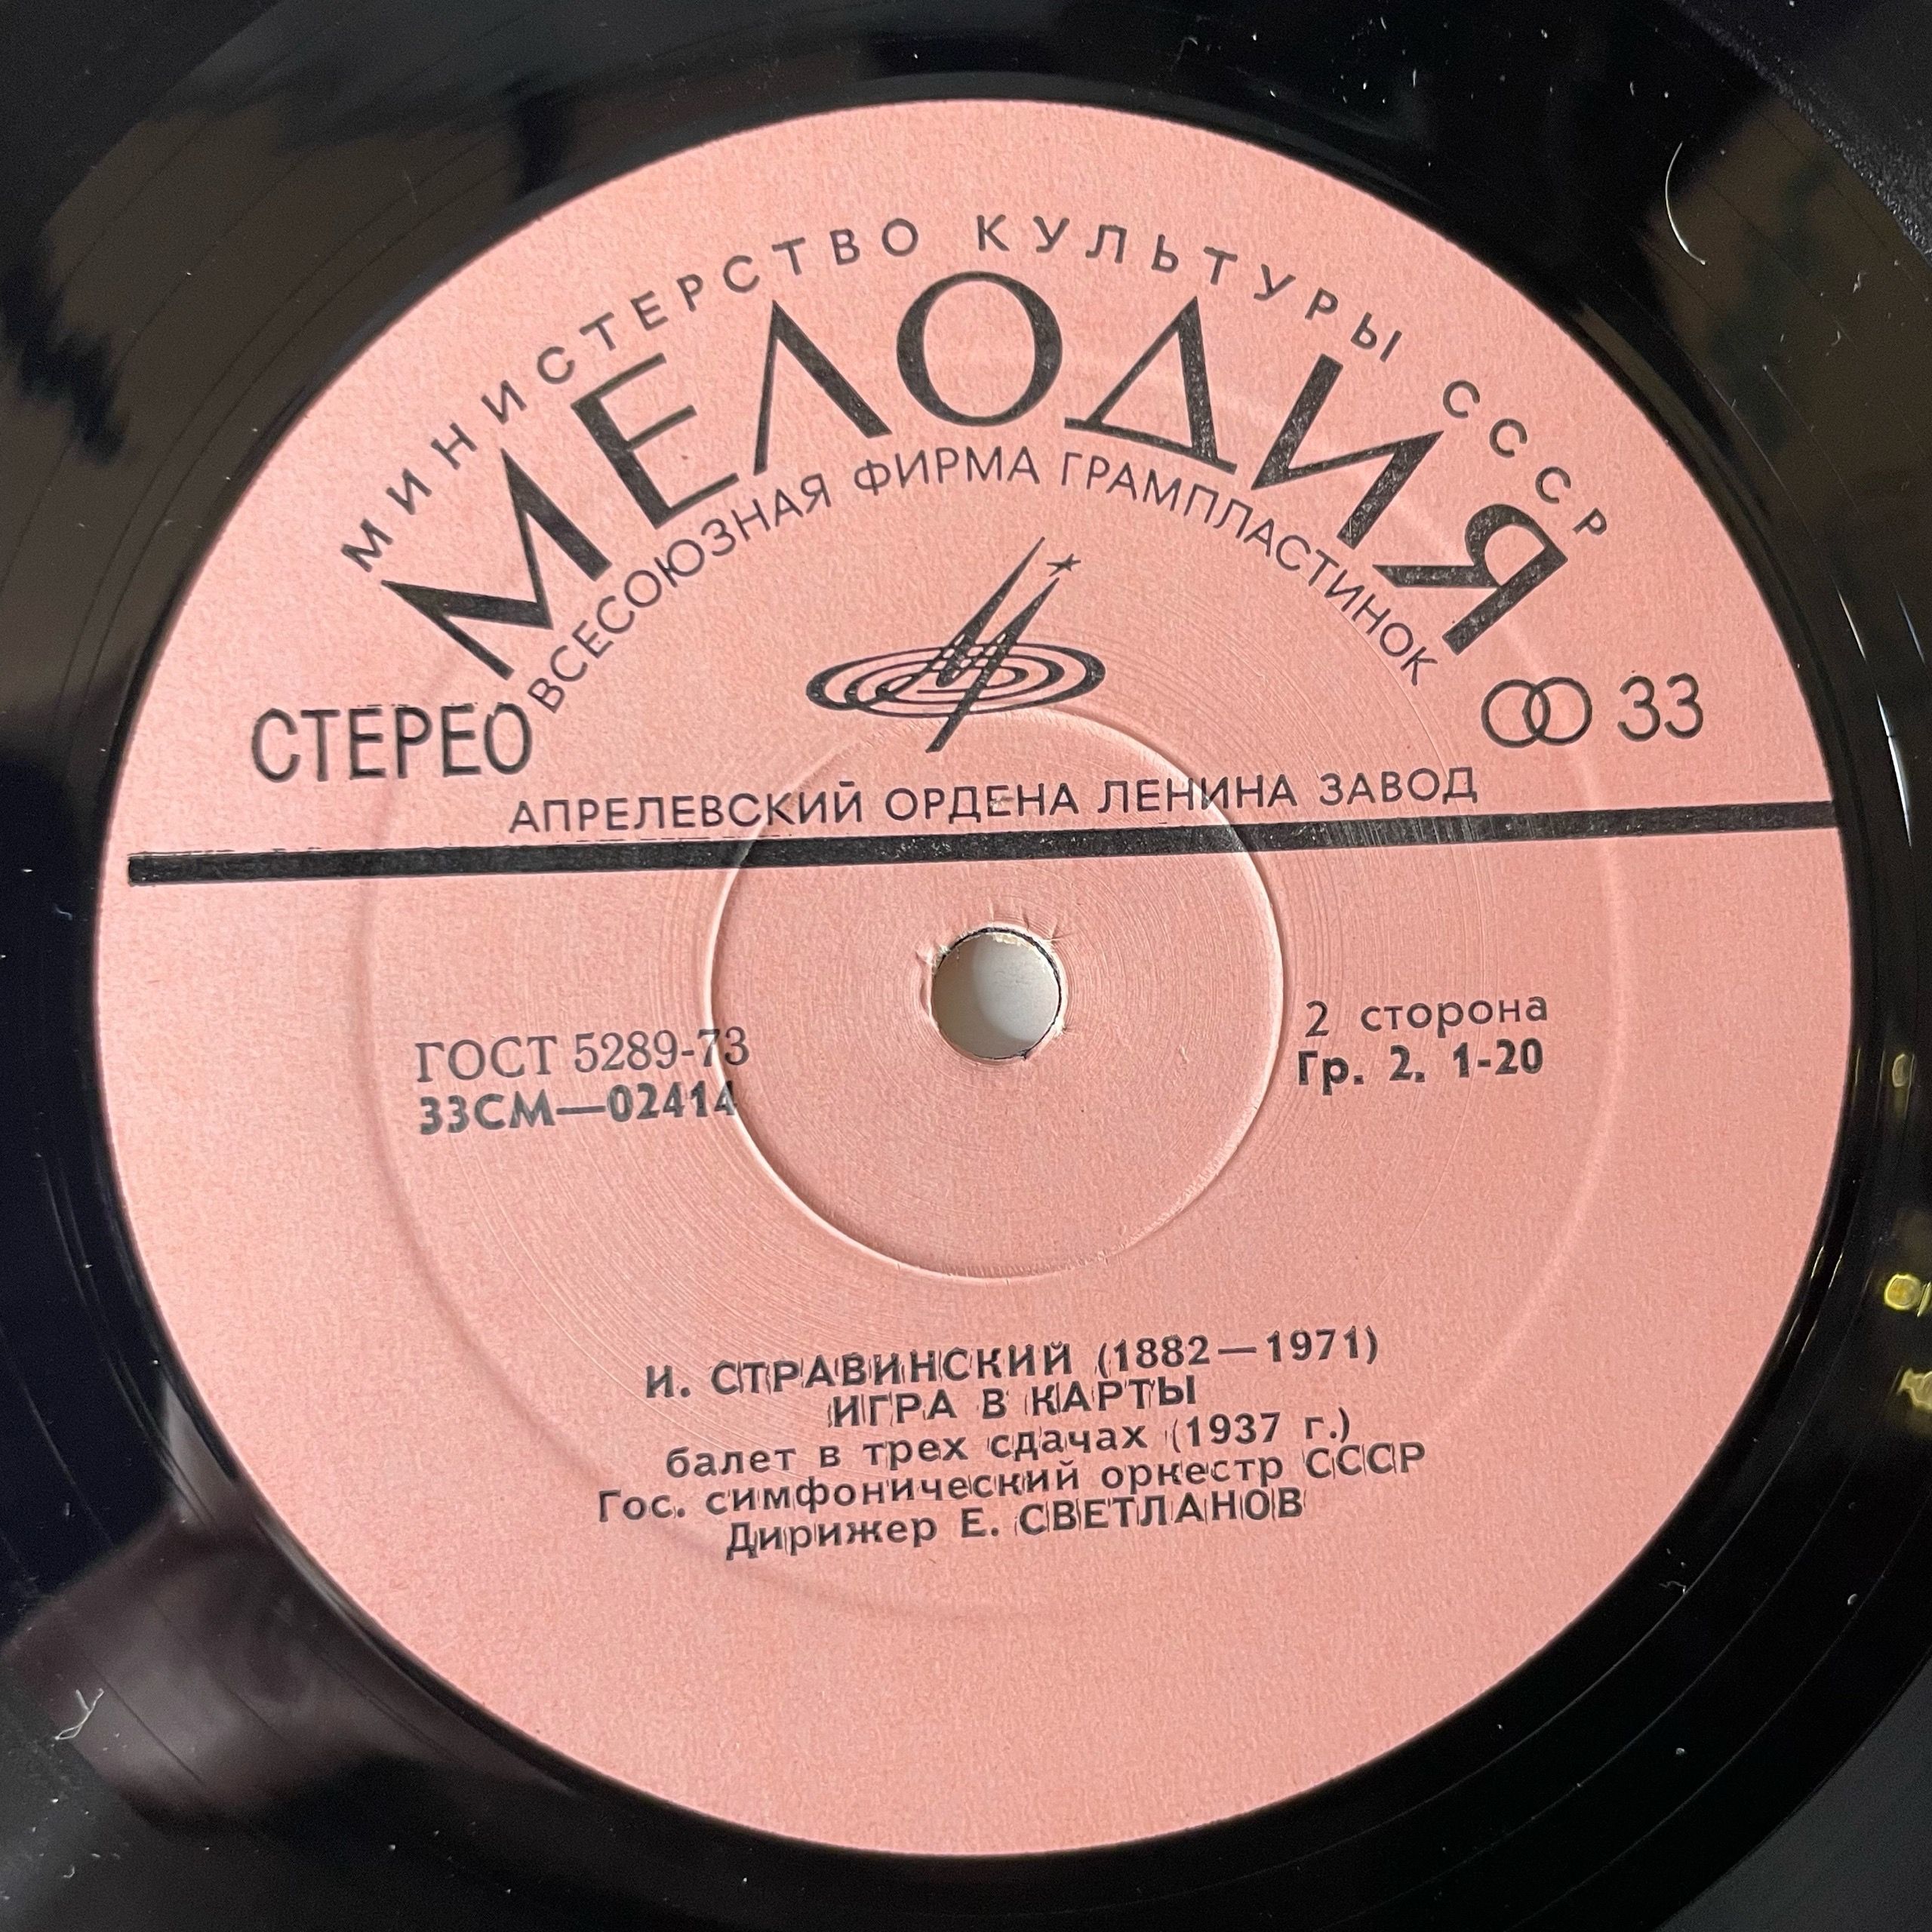 МИНИСТЕРСТВО КУЛЬТУРЫ СССР
МЕЛОДИЯ
ВСЕСОЮЗНАЯ ФИРМА ГРАМПЛАСТИНОК
СТЕРЕО
33
АПРЕЛЕВСКИЙ ОРДЕНА ЛЕНИНА ЗАВОД
ГОСТ 5289-73
33СМ—02414
2 сторона
Гр. 2. 1-20
И. СТРАВИНСКИЙ (1882—1971)
ИГРА В КАРТЫ
балет в трех сдачах (1937 г.)
Гос. симфонический оркестр СССР
Дирижер Е. СВЕТЛАНОВ